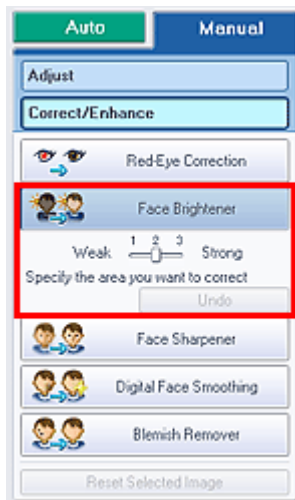 Auto Manual
Adjust
Correct/Enhance
Red-Eye Correction
Face Brightener
1 2 3
Weak Strong
Specify the area you want to correct
Undo
Face Sharpener
Digital Face Smoothing
Blemish Remover
Reset Selected Image